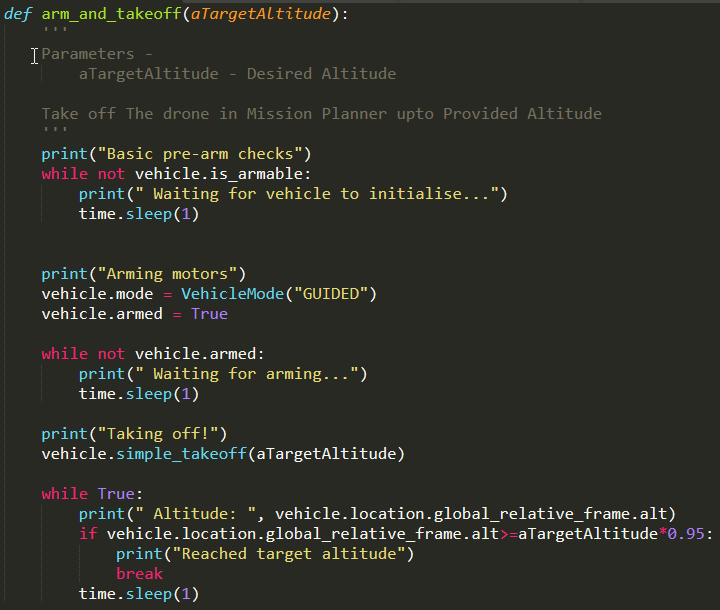 def arm_and_takeoff(aTargetAltitude):
    '''
    Parameters -
        aTargetAltitude - Desired Altitude

    Take off The drone in Mission Planner upto Provided Altitude
    '''
    print("Basic pre-arm checks")
    while not vehicle.is_armable:
        print(" Waiting for vehicle to initialise...")
        time.sleep(1)


    print("Arming motors")
    vehicle.mode = VehicleMode("GUIDED")
    vehicle.armed = True

    while not vehicle.armed:
        print(" Waiting for arming...")
        time.sleep(1)

    print("Taking off!")
    vehicle.simple_takeoff(aTargetAltitude)

    while True:
        print(" Altitude: ", vehicle.location.global_relative_frame.alt)
        if vehicle.location.global_relative_frame.alt>=aTargetAltitude*0.95:
            print("Reached target altitude")
            break
        time.sleep(1)